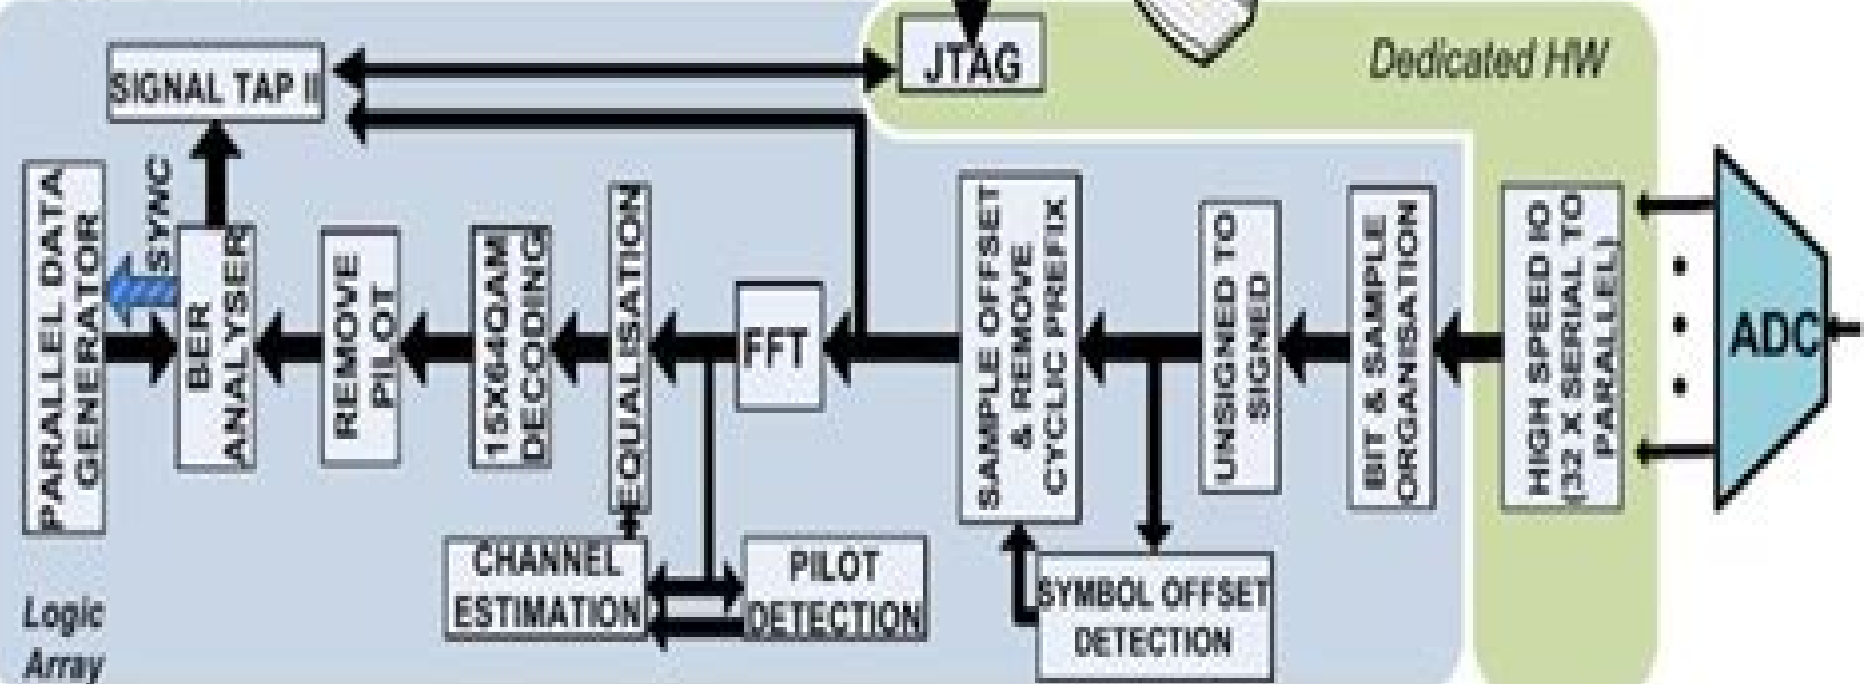 JTAG
Dedicated HW
SIGNAL TAP II
SYNC
PARALLEL DATA
GENERATOR
BER
ANALYSER
REMOVE
PILOT
15X64QAM
DECODING
EQUALISATION
FFT
SAMPLE OFFSET
& REMOVE
CYCLIC PREFIX
UNSIGNED TO
SIGNED
BIT & SAMPLE
ORGANISATION
HIGH SPEED IO
(32 X SERIAL TO
PARALLEL)
ADC
CHANNEL
ESTIMATION
PILOT
DETECTION
SYMBOL OFFSET
DETECTION
Logic
Array